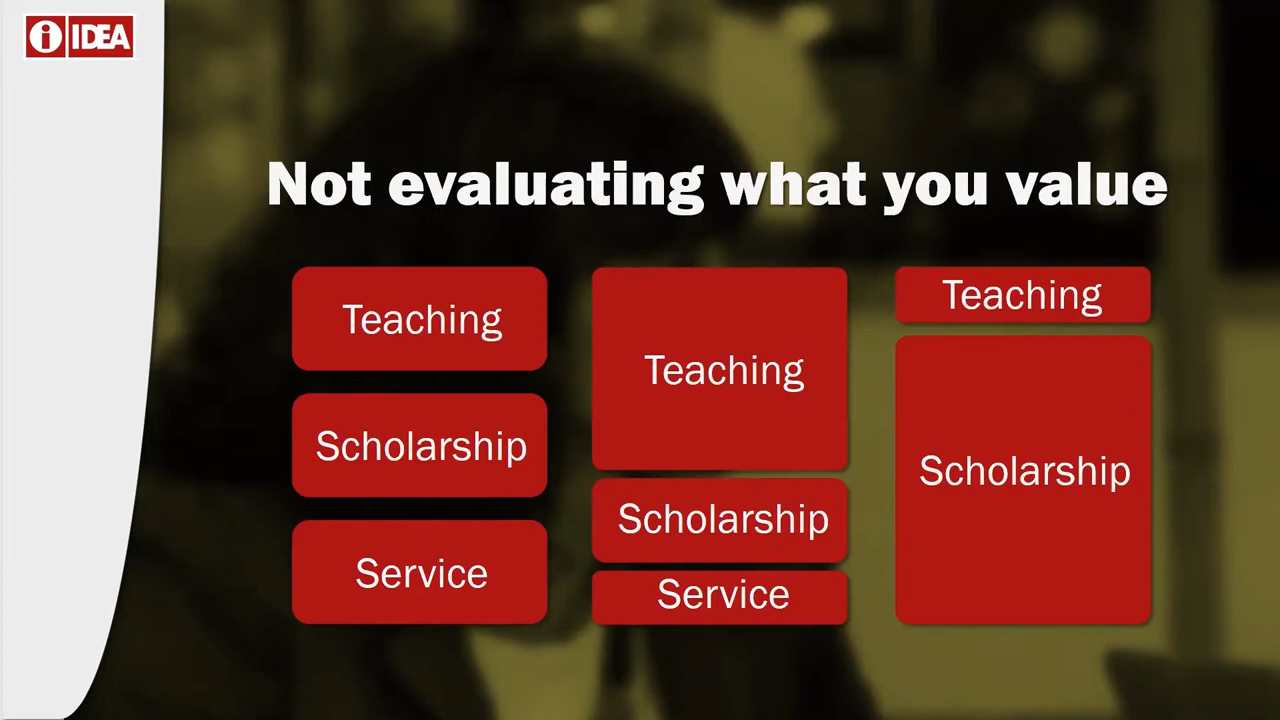 i IDEA
Not evaluating what you value
Teaching
Scholarship
Service
Teaching
Scholarship
Service
Teaching
Scholarship